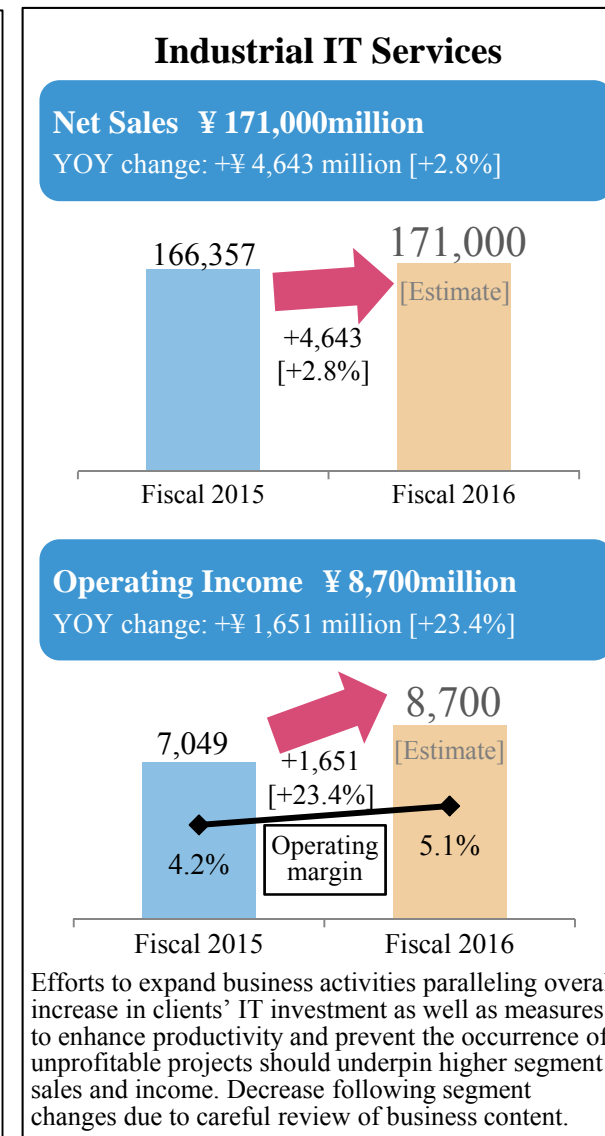 Industrial IT Services
Net Sales ¥ 171,000million
YOY change: +¥ 4,643 million [+2.8%]
166,357
171,000
[Estimate]
+4,643
[+2.8%]
Fiscal 2015
Fiscal 2016
Operating Income ¥ 8,700million
YOY change: +¥ 1,651 million [+23.4%]
7,049
8,700
[Estimate]
+1,651
[+23.4%]
4.2%
Operating
margin
5.1%
Fiscal 2015
Fiscal 2016
Efforts to expand business activities paralleling overal
increase in clients’ IT investment as well as measures
to enhance productivity and prevent the occurrence of
unprofitable projects should underpin higher segment
sales and income. Decrease following segment
changes due to careful review of business content.